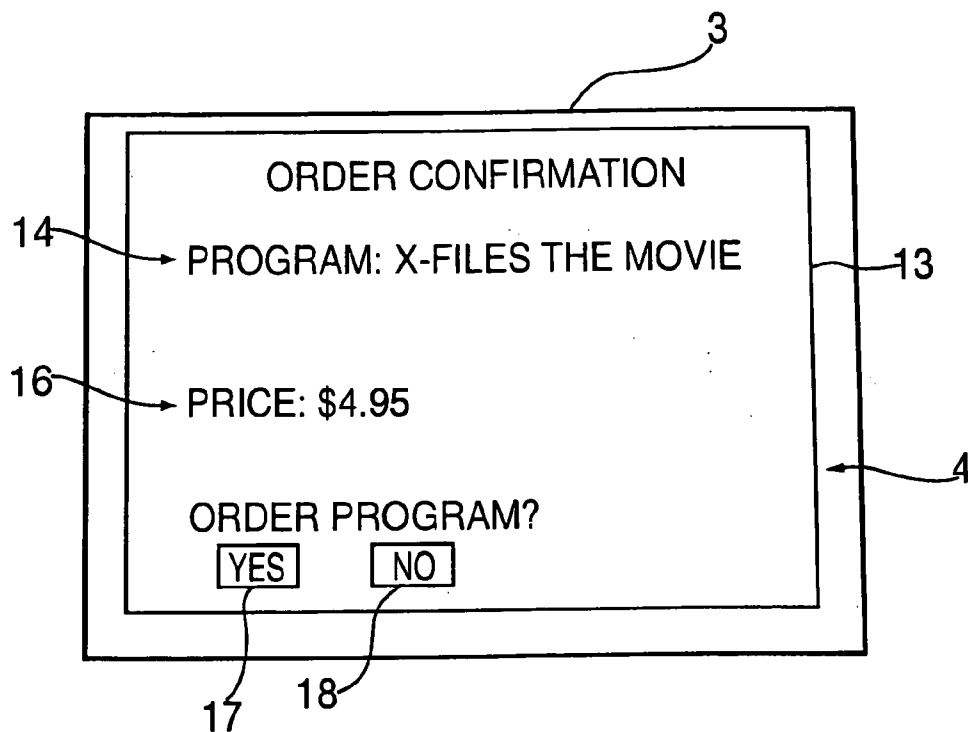 3
ORDER CONFIRMATION
14
PROGRAM: X-FILES THE MOVIE
13
16
PRICE: $4.95
4
ORDER PROGRAM?
YES NO
17
18